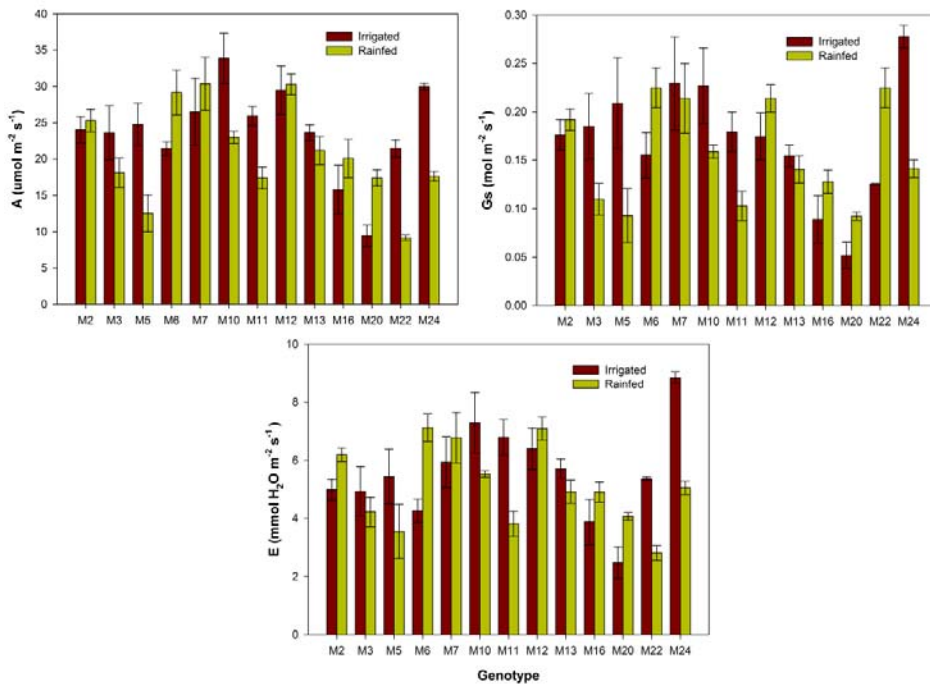 A (umol m⁻² s⁻¹)
40
35
30
25
20
15
10
5
0
Irrigated
Rainfed
M2 M3 M5 M6 M7 M10 M11 M12 M13 M16 M20 M22 M24
Gs (mol m⁻² s⁻¹)
0.30
0.25
0.20
0.15
0.10
0.05
0.00
Irrigated
Rainfed
M2 M3 M5 M6 M7 M10 M11 M12 M13 M16 M20 M22 M24
E (mmol H₂O m⁻² s⁻¹)
10
8
6
4
2
0
Irrigated
Rainfed
M2 M3 M5 M6 M7 M10 M11 M12 M13 M16 M20 M22 M24
Genotype